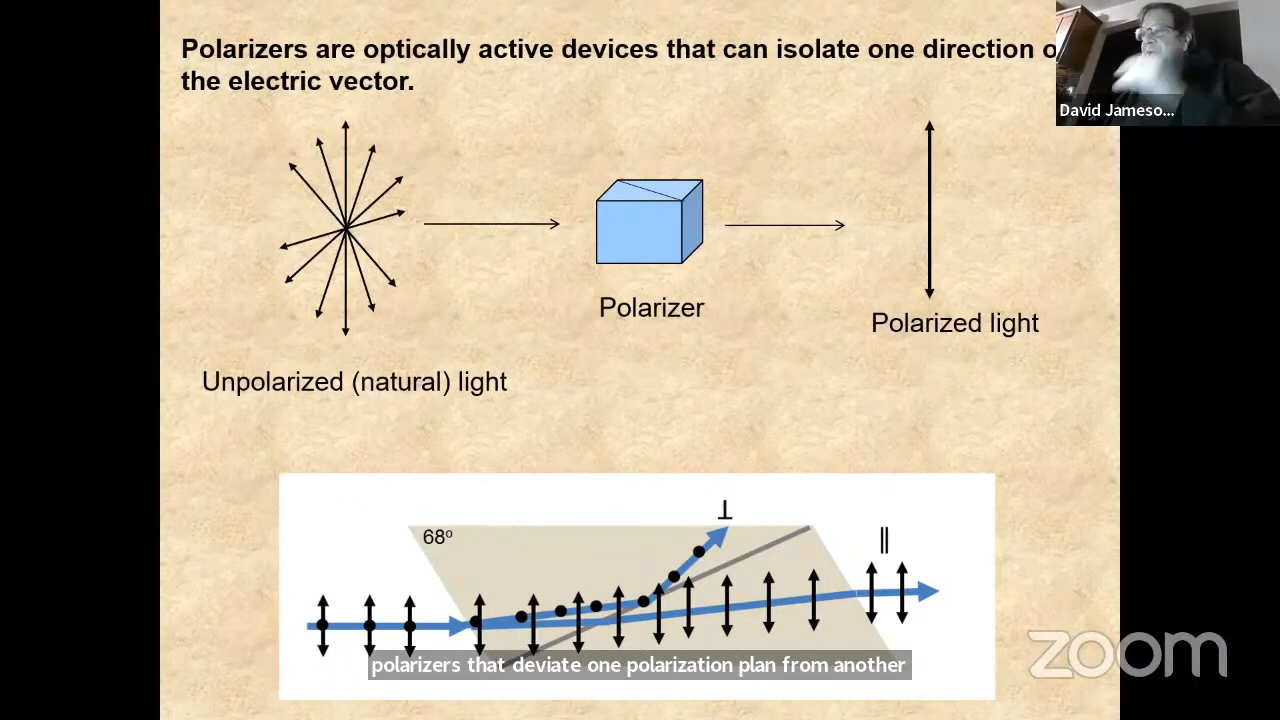 Polarizers are optically active devices that can isolate one direction o
the electric vector.
David Jameso...
Polarizer
Polarized light
Unpolarized (natural) light
⊥
68º
||
polarizers that deviate one polarization plan from another
zoom